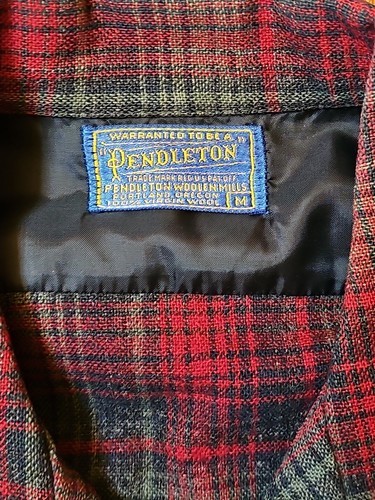 WARRANTED TO BE A
"PENDLETON"
TRADE MARK REG. U.S. PAT. OFF.
PENDLETON WOOLEN MILLS
PORTLAND, OREGON
100% VIRGIN WOOL M